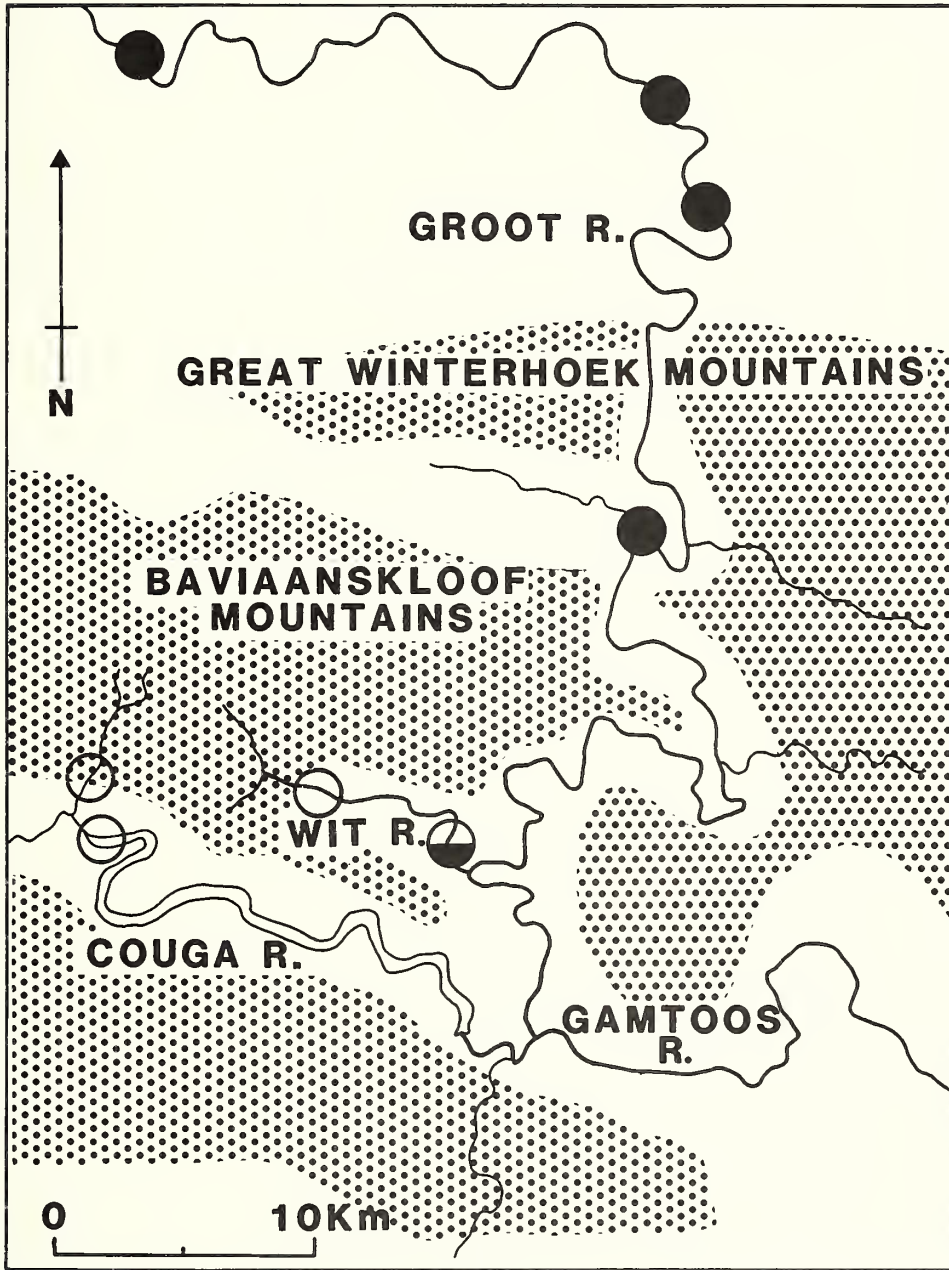 GROOT R.
GREAT WINTERHOEK MOUNTAINS
N
BAVIAANSKLOOF
MOUNTAINS
WIT R.
COUGA R.
GAMTOOS
R.
0 10Km